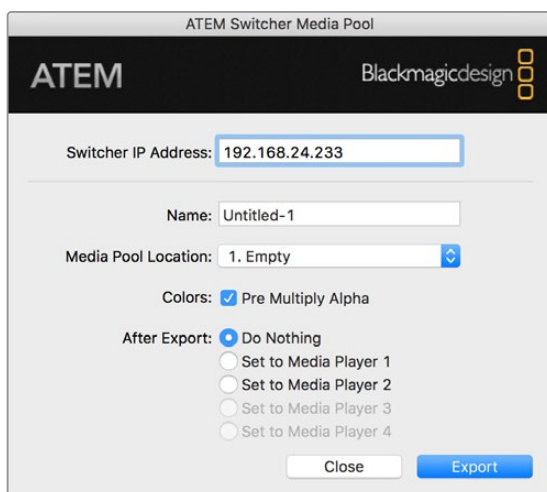 ATEM Switcher Media Pool
ATEM
Blackmagicdesign
Switcher IP Address: 192.168.24.233
Name: Untitled-1
Media Pool Location: 1. Empty
Colors: Pre Multiply Alpha
After Export: Do Nothing
Set to Media Player 1
Set to Media Player 2
Set to Media Player 3
Set to Media Player 4
Close Export